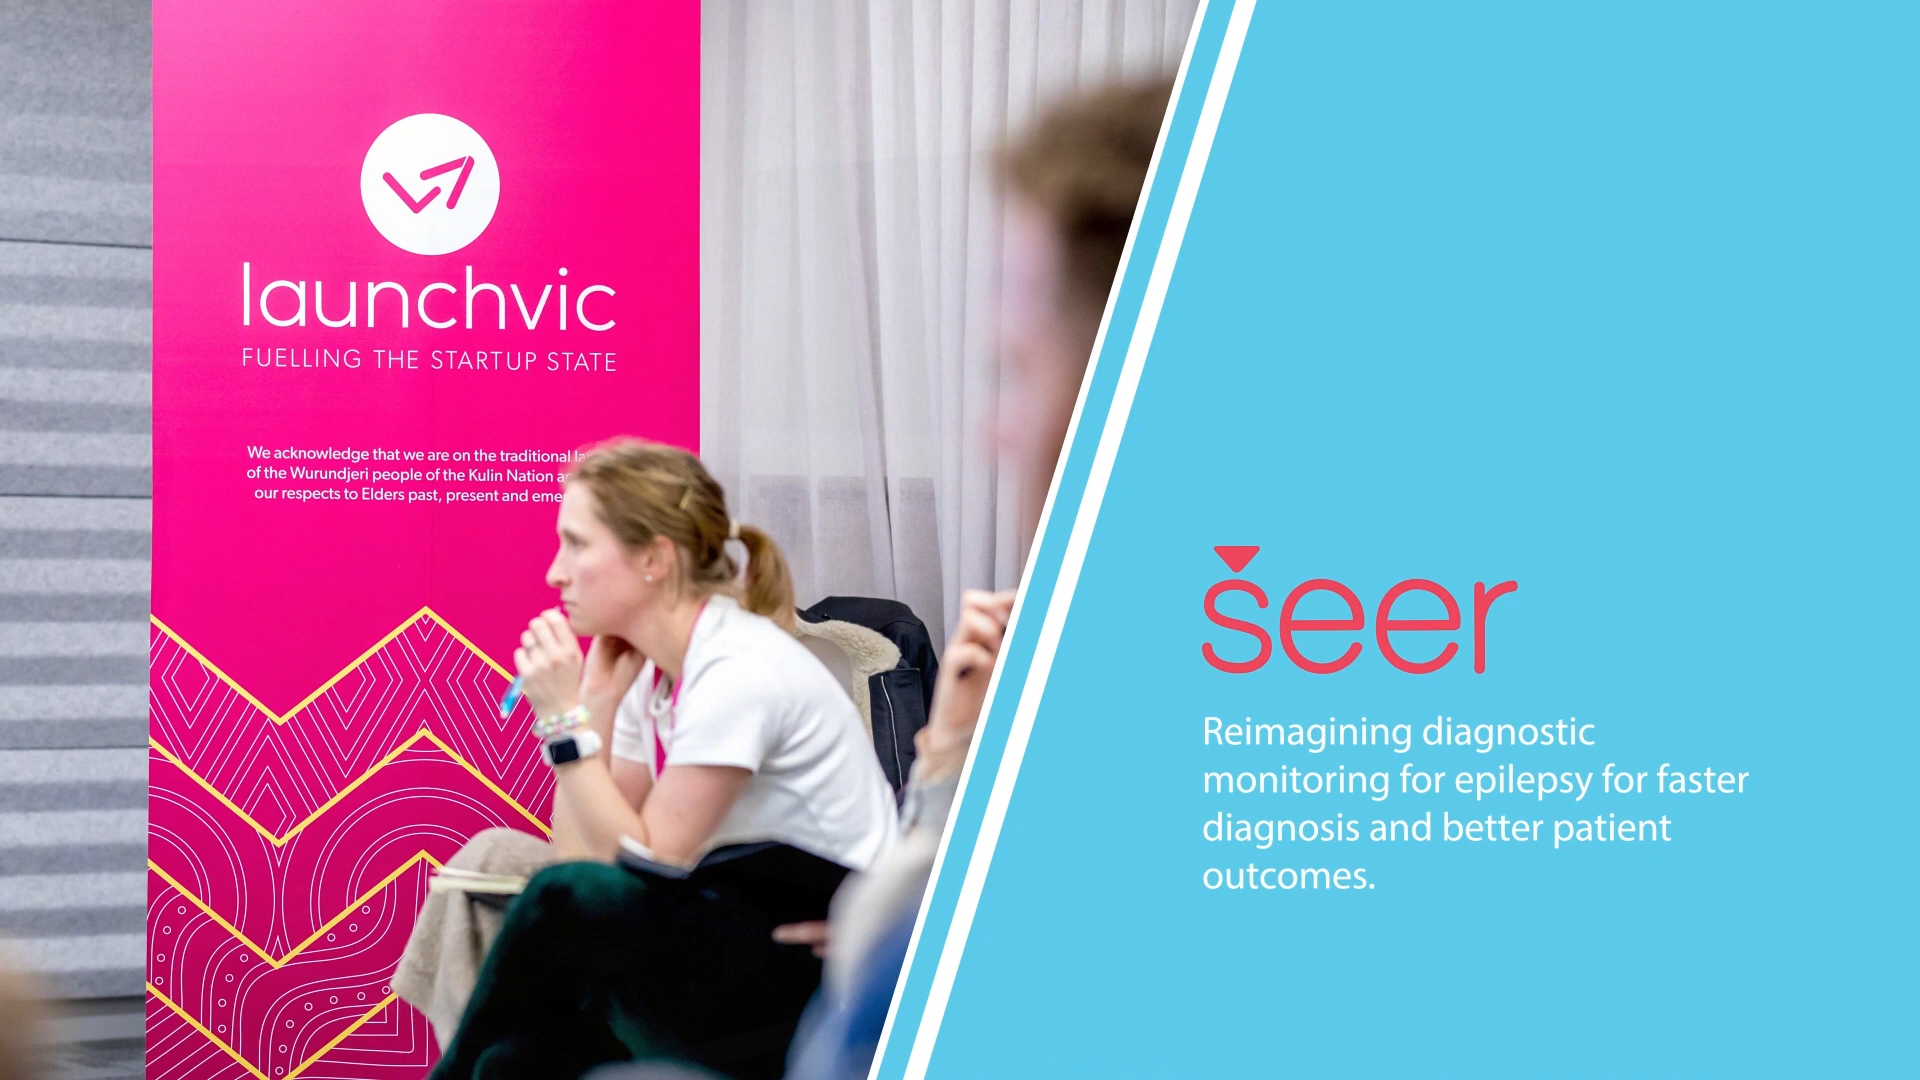 launchvic
FUELLING THE STARTUP STATE
We acknowledge that we are on the traditional
of the Wurundjeri people of the Kulin Nation
our respects to Elders past, present and
seer
Reimagining diagnostic
monitoring for epilepsy for faster
diagnosis and better patient
outcomes.